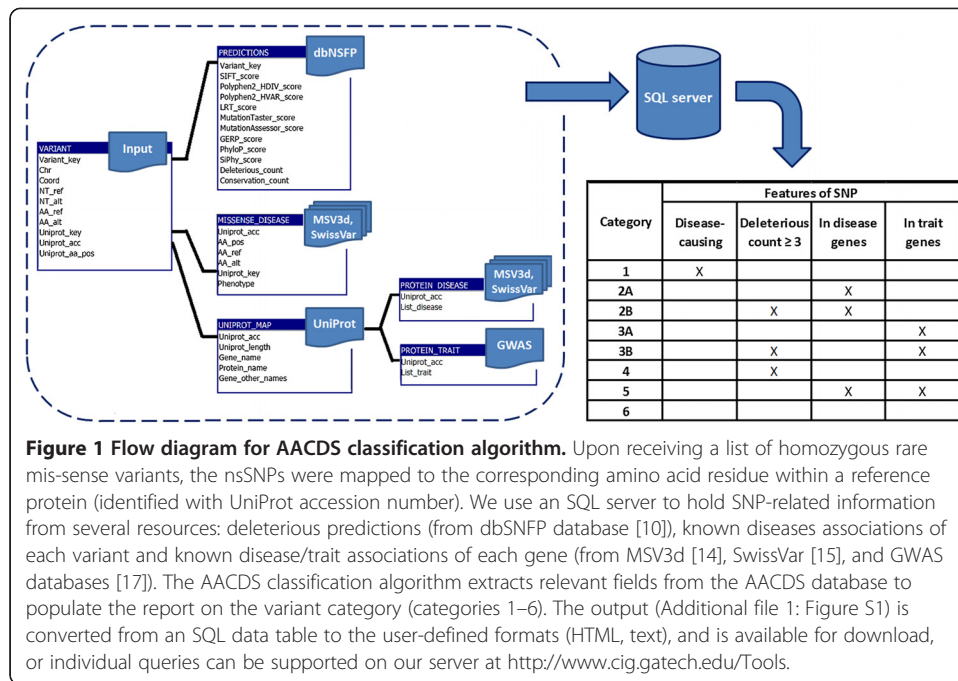 PREDICTIONS
dbNSFP
Variant_key
SIFT_score
Polyphen2_HDIV_score
Polyphen2_HVAR_score
LRT_score
MutationTaster_score
MutationAssessor_score
GERP_score
PhyloP_score
SiPhy_score
Deleterious_count
Conservation_count
VARIANT
Input
Variant_key
Chr
Coord
NT_ref
NT_alt
AA_ref
AA_alt
Uniprot_key
Uniprot_acc
Uniprot_aa_pos
MISSENSE_DISEASE
MSV3d,
SwissVar
Uniprot_acc
AA_pos
AA_ref
AA_alt
Uniprot_key
Phenotype
UNIPROT_MAP
UniProt
Uniprot_acc
Uniprot_length
Gene_name
Protein_name
Gene_other_names
PROTEIN_DISEASE
MSV3d,
SwissVar
Uniprot_acc
List_disease
PROTEIN_TRAIT
GWAS
Uniprot_acc
List_trait
SQL server
Category
Features of SNP
Disease-
causing
Deleterious
count ≥ 3
In disease
genes
In trait
genes
1 X
2A X
2B X X
3A X
3B X X
4 X
5 X X
6
Figure 1 Flow diagram for AACDS classification algorithm. Upon receiving a list of homozygous rare
mis-sense variants, the nsSNPs were mapped to the corresponding amino acid residue within a reference
protein (identified with UniProt accession number). We use an SQL server to hold SNP-related information
from several resources: deleterious predictions (from dbSNFP database [10]), known diseases associations of
each variant and known disease/trait associations of each gene (from MSV3d [14], SwissVar [15], and GWAS
databases [17]). The AACDS classification algorithm extracts relevant fields from the AACDS database to
populate the report on the variant category (categories 1–6). The output (Additional file 1: Figure S1) is
converted from an SQL data table to the user-defined formats (HTML, text), and is available for download,
or individual queries can be supported on our server at http://www.cig.gatech.edu/Tools.